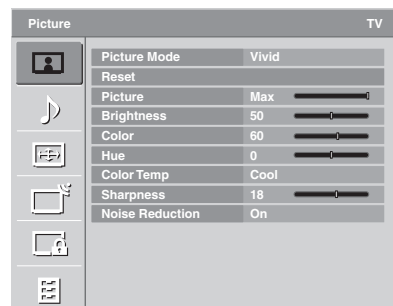 Picture TV
Picture Mode Vivid
Reset
Picture Max
Brightness 50
Color 60
Hue 0
Color Temp Cool
Sharpness 18
Noise Reduction On